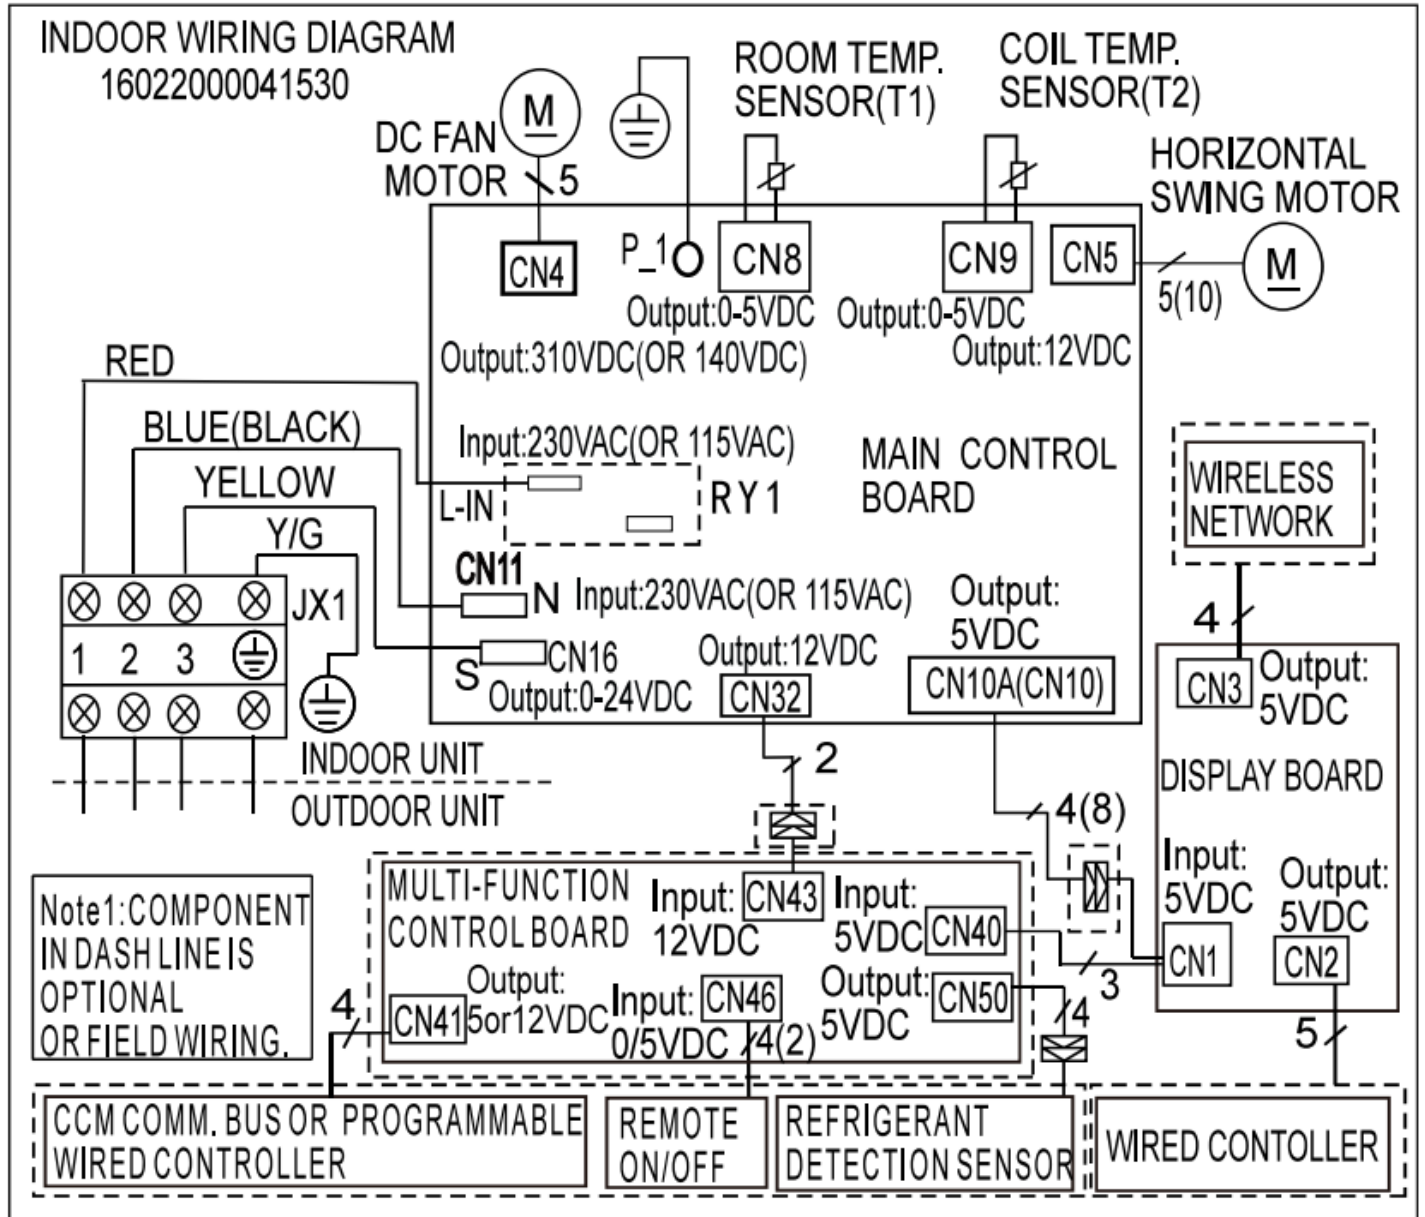 INDOOR WIRING DIAGRAM
16022000041530
DC FAN
MOTOR
M
5
ROOM TEMP.
SENSOR(T1)
COIL TEMP.
SENSOR(T2)
HORIZONTAL
SWING MOTOR
M
5(10)
CN4
P_1
CN8
CN9
CN5
Output:0-5VDC
Output:0-5VDC
Output:310VDC(OR 140VDC)
Output:12VDC
RED
BLUE(BLACK)
YELLOW
Y/G
JX1
1 2 3
Input:230VAC(OR 115VAC)
L-IN
RY1
MAIN CONTROL
BOARD
CN11
N
Input:230VAC(OR 115VAC)
S
CN16
Output:0-24VDC
Output:12VDC
CN32
Output:
5VDC
CN10A(CN10)
WIRELESS
NETWORK
4
CN3
Output:
5VDC
DISPLAY BOARD
Input:
5VDC
CN1
Output:
5VDC
CN2
5
INDOOR UNIT
OUTDOOR UNIT
2
4(8)
3
Note1:COMPONENT
IN DASH LINE IS
OPTIONAL
OR FIELD WIRING.
MULTI-FUNCTION
CONTROL BOARD
Input:
12VDC
CN43
Input:
5VDC
CN40
4
CN41
Output:
5or12VDC
Input:
0/5VDC
CN46
4(2)
Output:
5VDC
CN50
4
CCM COMM. BUS OR PROGRAMMABLE
WIRED CONTROLLER
REMOTE
ON/OFF
REFRIGERANT
DETECTION SENSOR
WIRED CONTOLLER